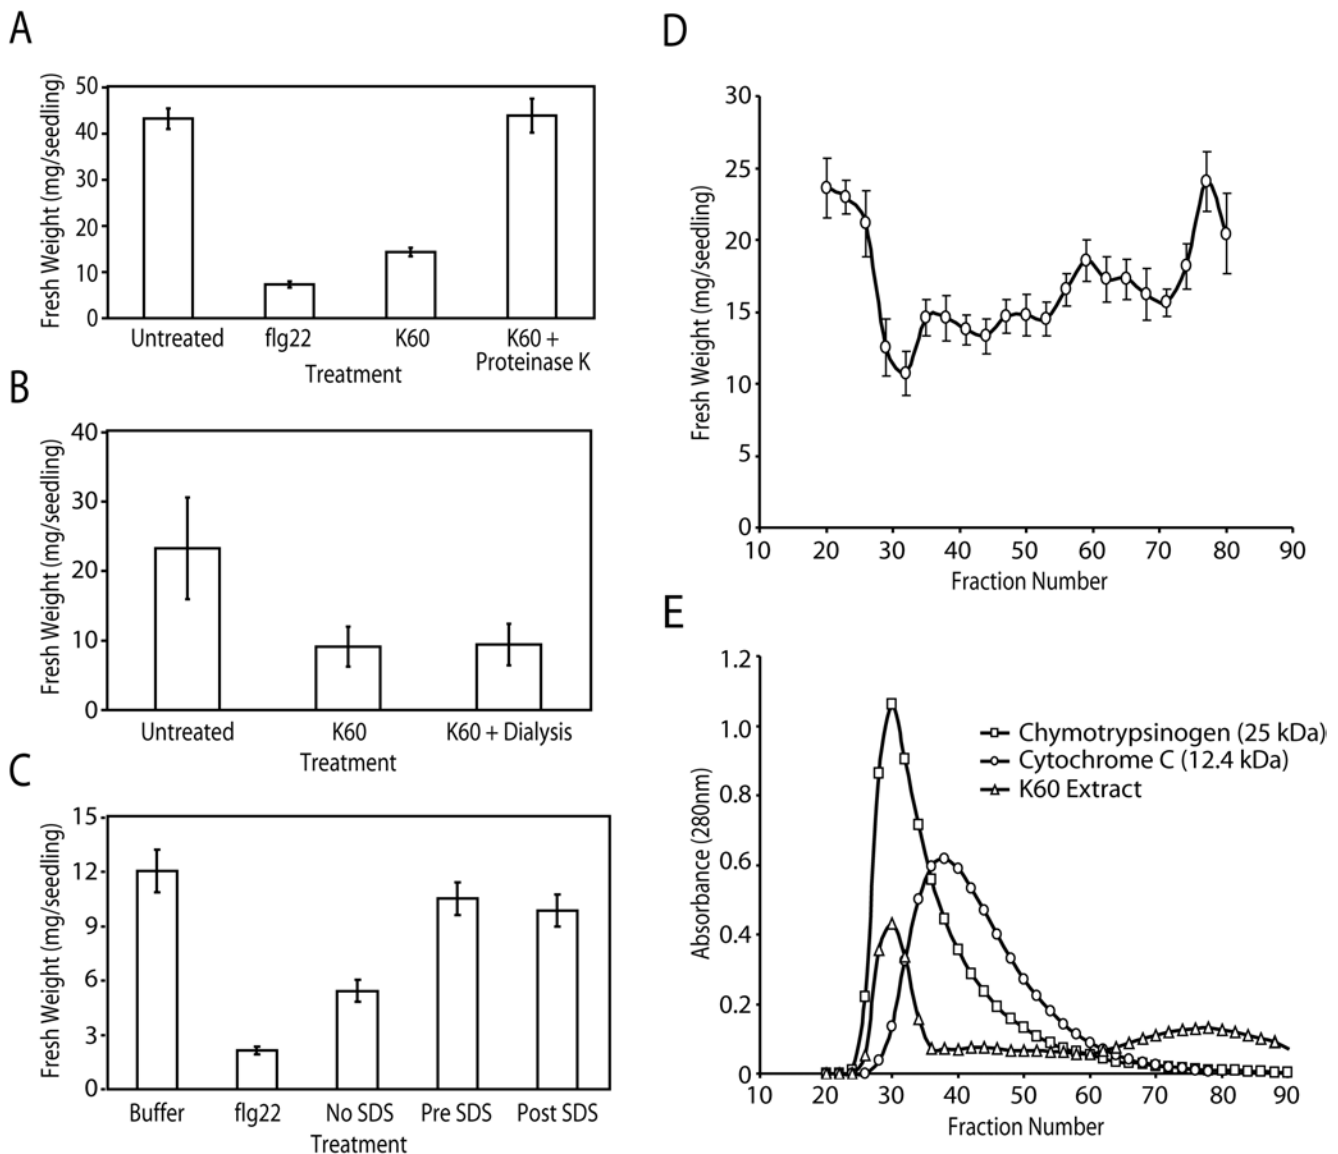 A
Fresh Weight (mg/seedling)
50
40
30
20
10
0
Untreated
flg22
K60
K60 +
Proteinase K
Treatment
B
Fresh Weight (mg/seedling)
40
30
20
10
0
Untreated
K60
K60 + Dialysis
Treatment
C
Fresh Weight (mg/seedling)
15
12
9
6
3
0
Buffer
flg22
No SDS
Pre SDS
Post SDS
Treatment
D
Fresh Weight (mg/seedling)
30
25
20
15
10
5
0
10 20 30 40 50 60 70 80 90
Fraction Number
E
Absorbance (280nm)
1.2
1.0
0.8
0.6
0.4
0.2
0
Chymotrypsinogen (25 kDa)
Cytochrome C (12.4 kDa)
K60 Extract
10 20 30 40 50 60 70 80 90
Fraction Number